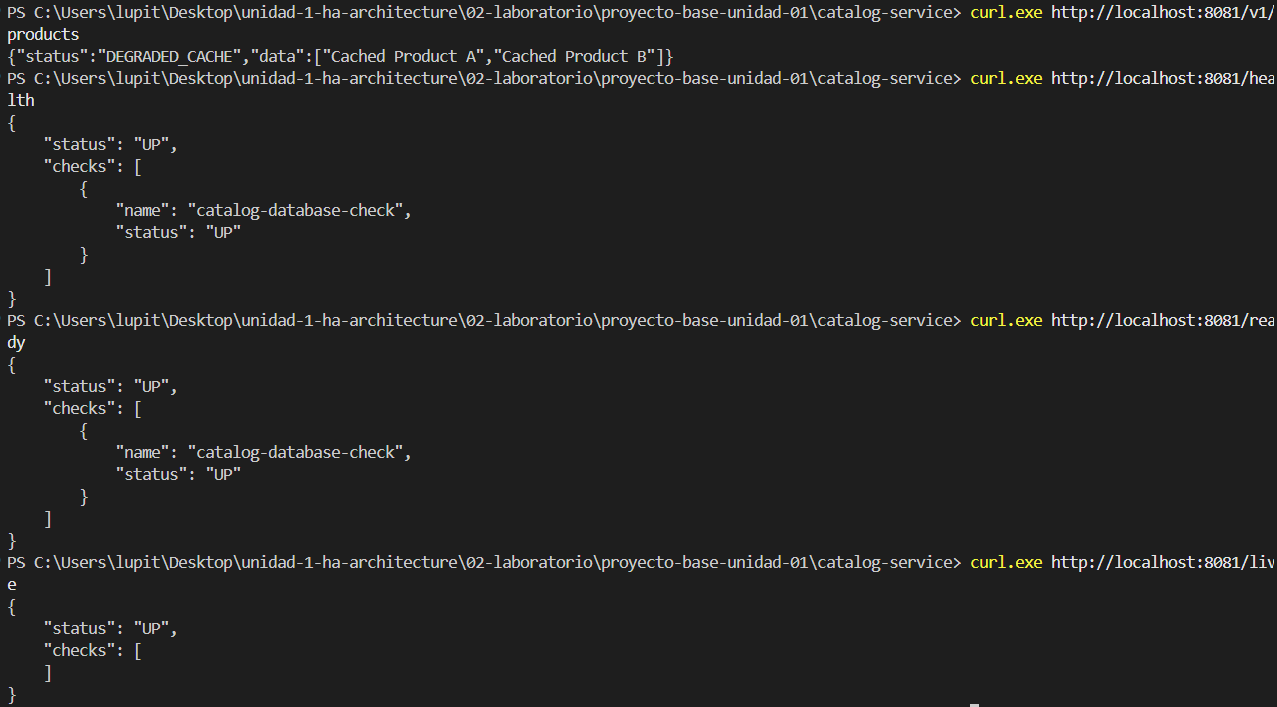 PS C:\Users\lupit\Desktop\unidad-1-ha-architecture\02-laboratorio\proyecto-base-unidad-01\catalog-service> curl.exe http://localhost:8081/v1/
products
{"status":"DEGRADED_CACHE","data":["Cached Product A","Cached Product B"]}
PS C:\Users\lupit\Desktop\unidad-1-ha-architecture\02-laboratorio\proyecto-base-unidad-01\catalog-service> curl.exe http://localhost:8081/hea
lth
{
    "status": "UP",
    "checks": [
        {
            "name": "catalog-database-check",
            "status": "UP"
        }
    ]
}
PS C:\Users\lupit\Desktop\unidad-1-ha-architecture\02-laboratorio\proyecto-base-unidad-01\catalog-service> curl.exe http://localhost:8081/rea
dy
{
    "status": "UP",
    "checks": [
        {
            "name": "catalog-database-check",
            "status": "UP"
        }
    ]
}
PS C:\Users\lupit\Desktop\unidad-1-ha-architecture\02-laboratorio\proyecto-base-unidad-01\catalog-service> curl.exe http://localhost:8081/liv
e
{
    "status": "UP",
    "checks": [
    ]
}